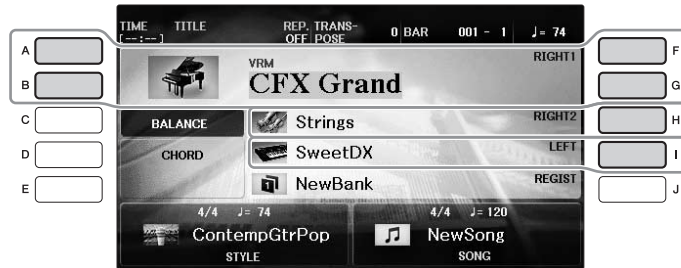 TIME TITLE REP. TRANS-
[--:--] OFF POSE 0 BAR 001 - 1 ♩= 74
A F
VRM RIGHT1
CFX Grand
B G
C BALANCE Strings RIGHT2 H
D CHORD SweetDX LEFT I
E NewBank REGIST J
4/4 ♩= 74 4/4 ♩= 120
ContempGtrPop NewSong
STYLE SONG